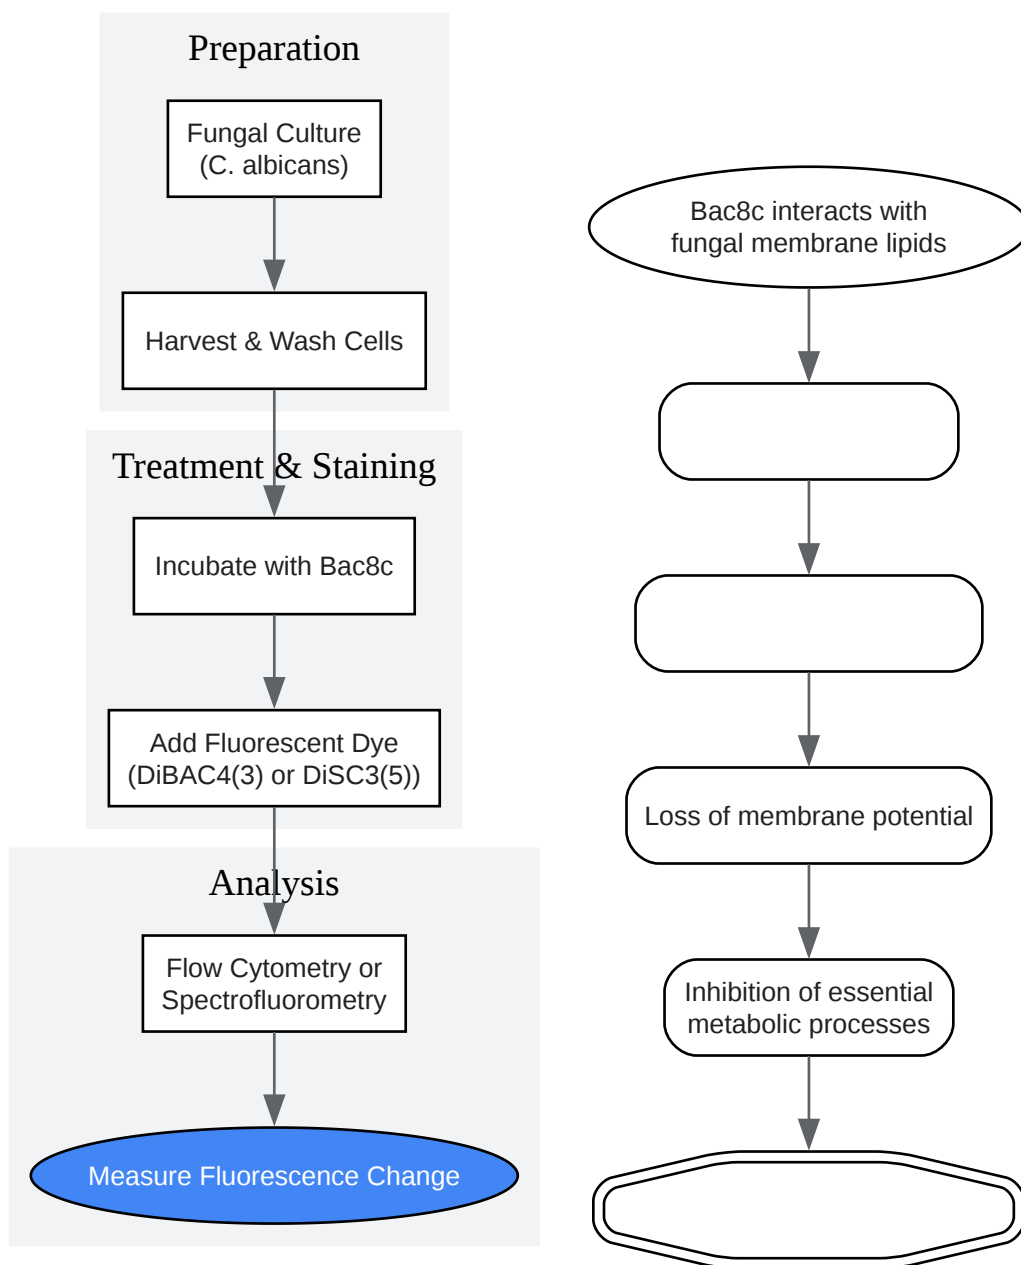 Preparation
Fungal Culture
(C. albicans)
Harvest & Wash Cells
Treatment & Staining
Incubate with Bac8c
Add Fluorescent Dye
(DiBAC4(3) or DiSC3(5))
Analysis
Flow Cytometry or
Spectrofluorometry
Measure Fluorescence Change
Bac8c interacts with
fungal membrane lipids
Loss of membrane potential
Inhibition of essential
metabolic processes